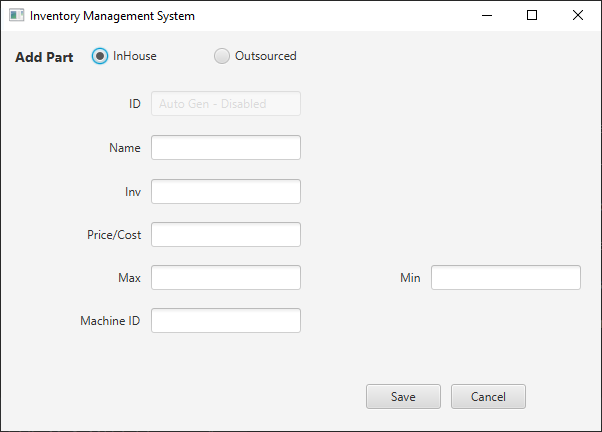 Inventory Management System
Add Part InHouse Outsourced
ID Auto Gen - Disabled
Name
Inv
Price/Cost
Max Min
Machine ID
Save Cancel